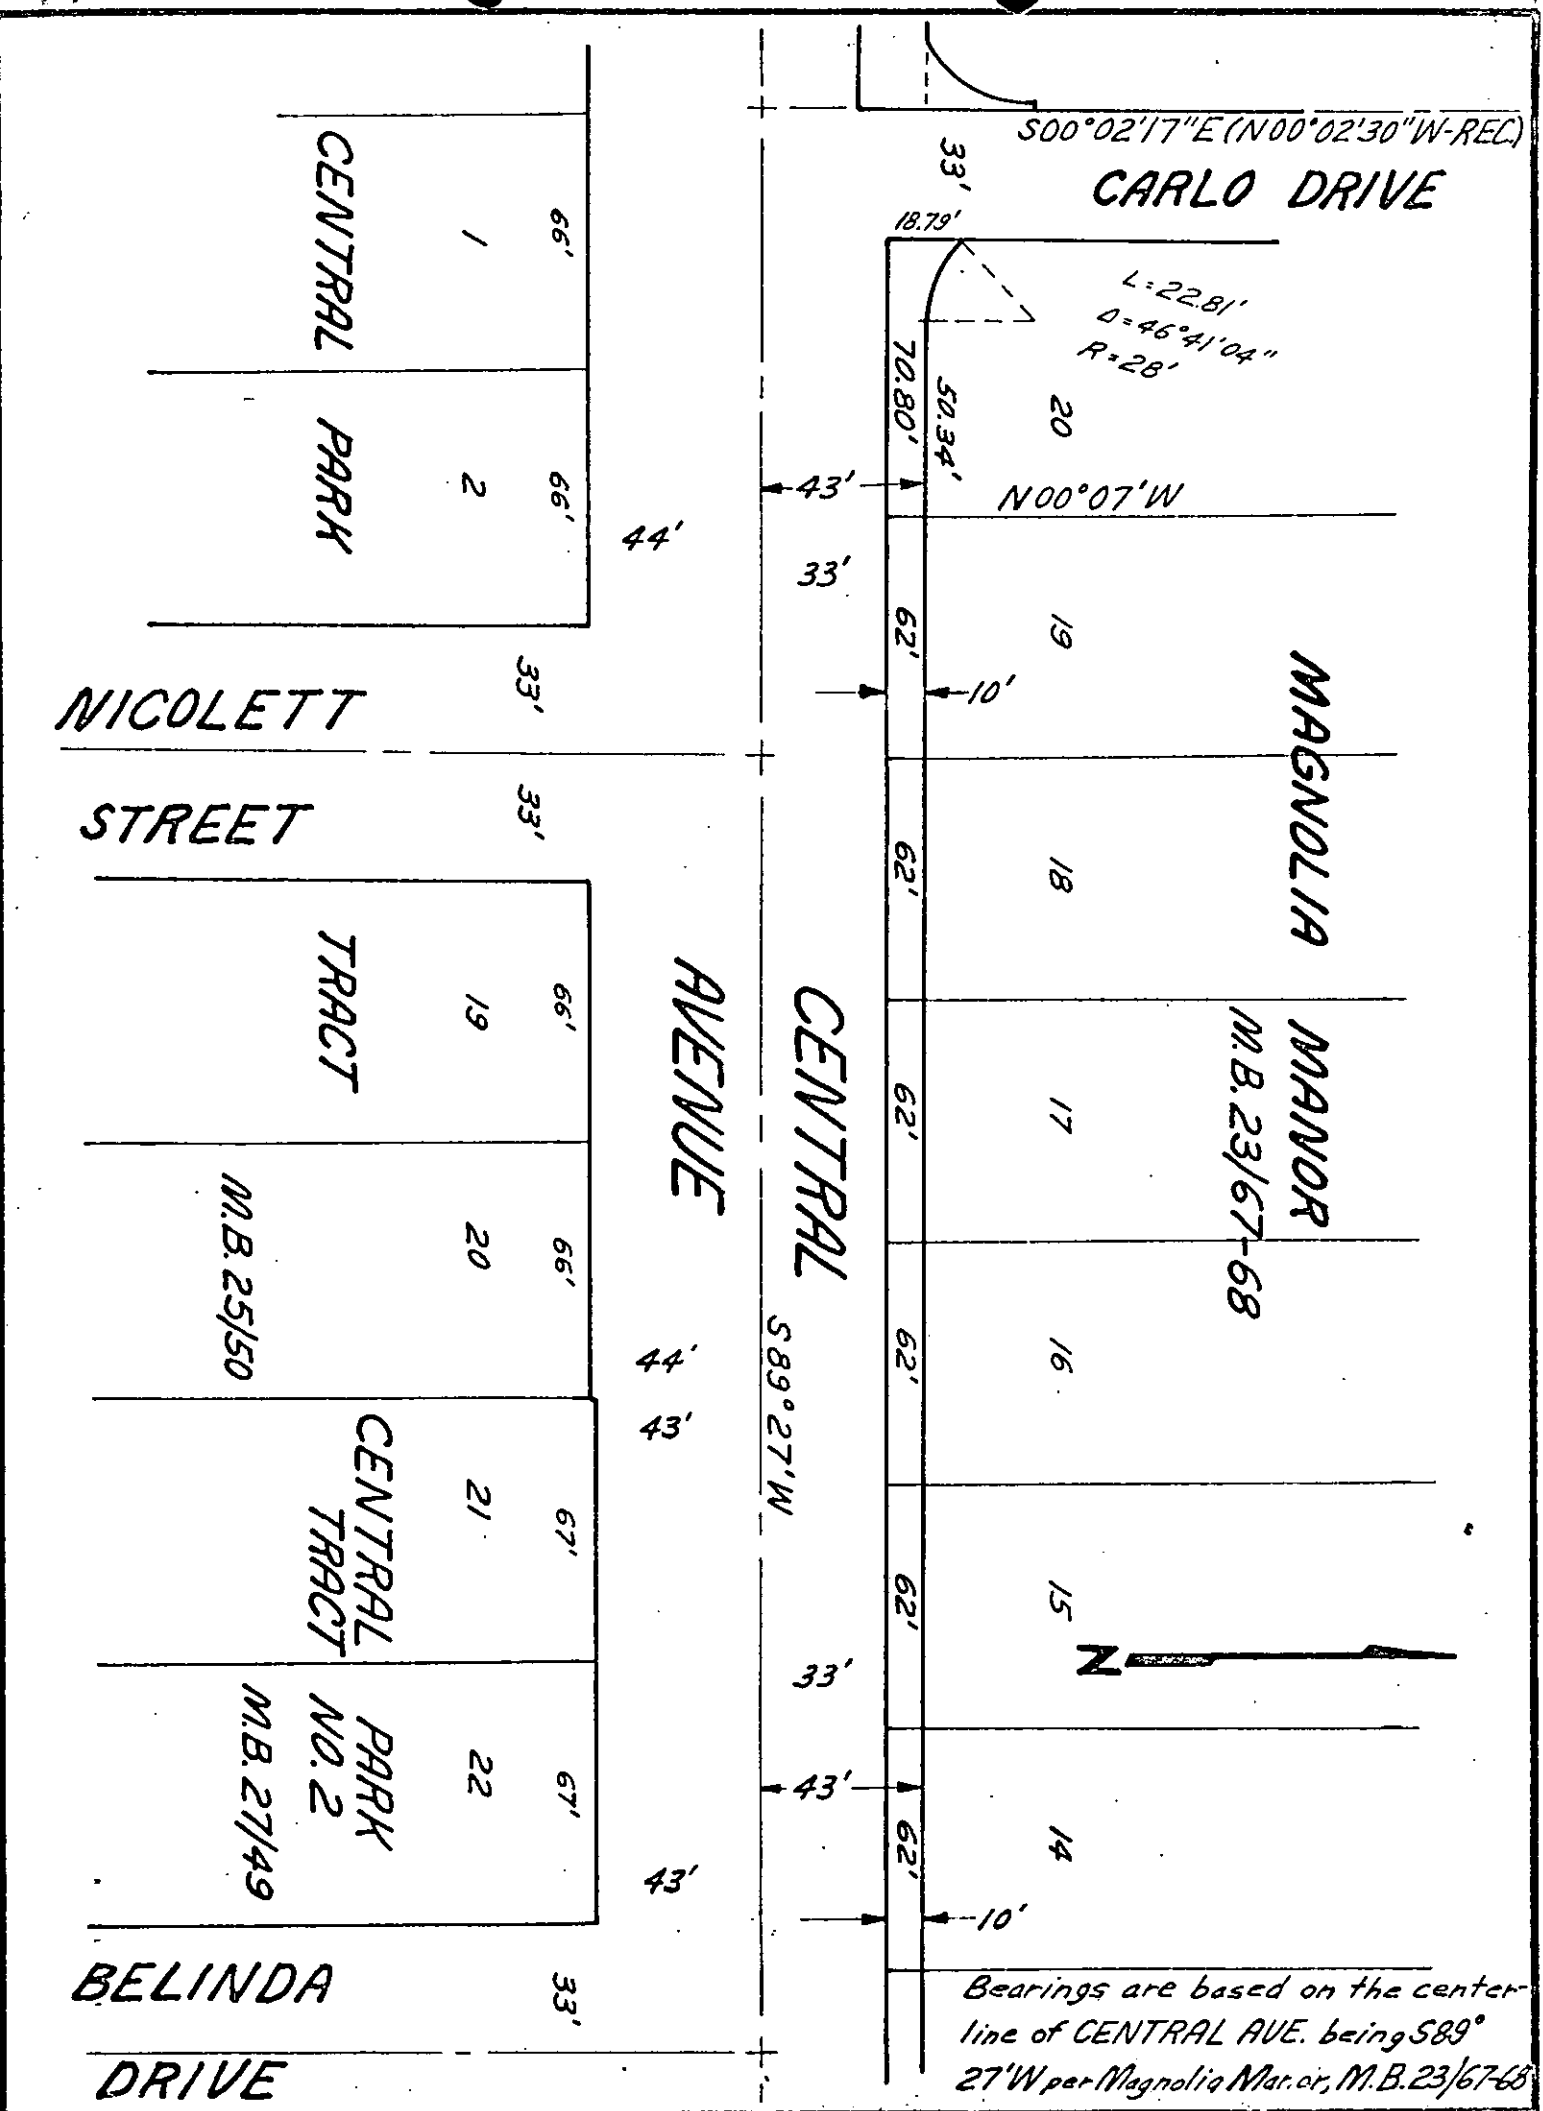 S00°02'17"E (N00°02'30"W-REC.)
CARLO DRIVE
33'
18.79'
L=22.81'
Δ=46°41'04"
R=28'
70.80'
50.34'
20
43'
N00°07'W
33'
62'
19
10'
62'
18
62'
17
62'
16
62'
15
33'
43'
62'
14
10'
MAGNOLIA MANOR
M.B. 23/67-68
N
CENTRAL
AVENUE
S89°27'W
CENTRAL PARK
1
66'
2
66'
44'
33'
NICOLETT
STREET
33'
TRACT
19
66'
20
66'
M.B. 25/50
44'
43'
CENTRAL PARK
TRACT NO. 2
M.B. 27/49
21
67'
22
67'
43'
BELINDA
DRIVE
33'
Bearings are based on the center-
line of CENTRAL AVE. being S89°
27'W per Magnolia Manor, M.B. 23/67-68